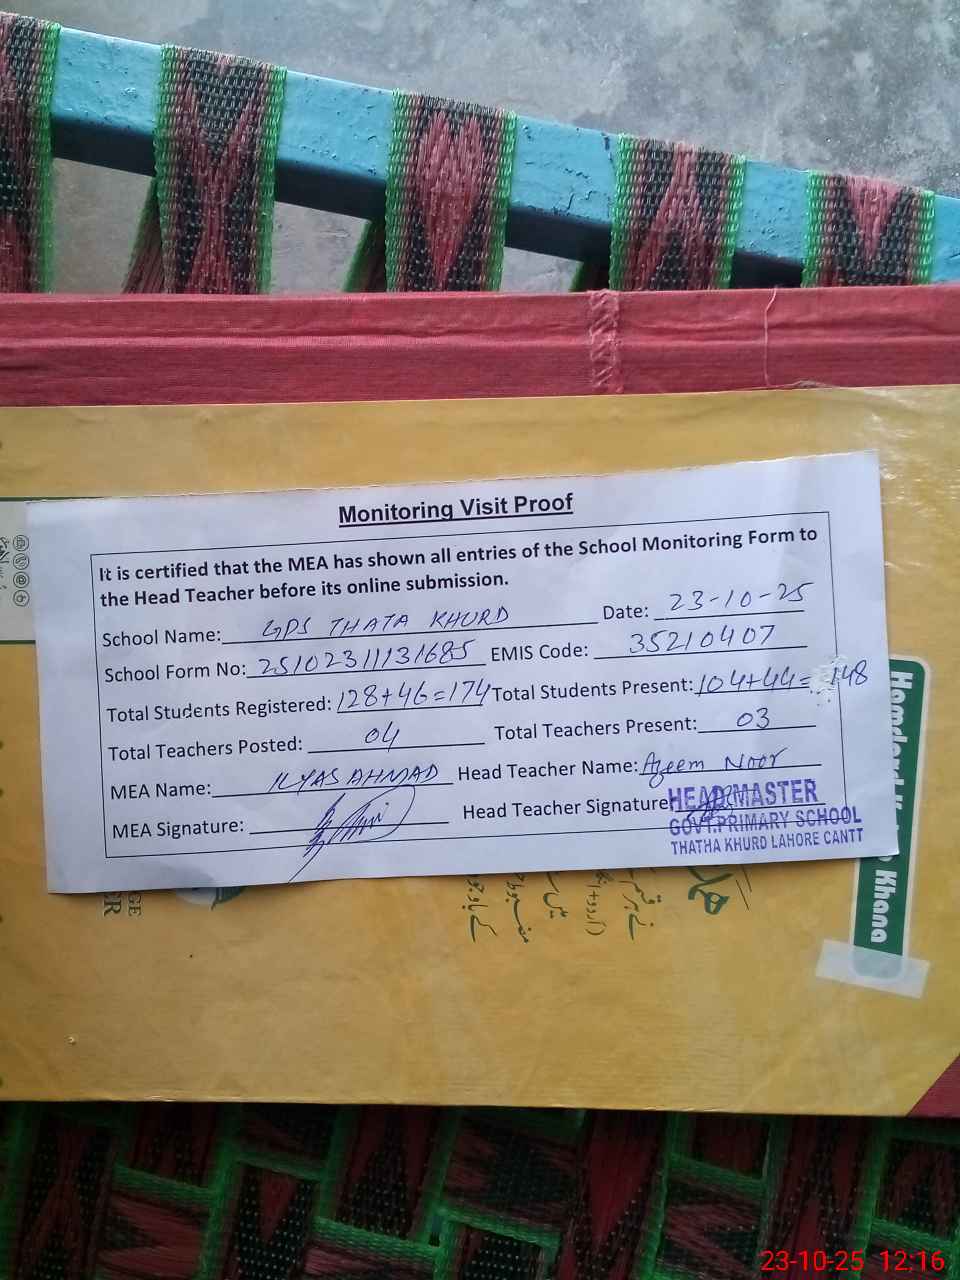 Monitoring Visit Proof
It is certified that the MEA has shown all entries of the School Monitoring Form to
the Head Teacher before its online submission.
School Name: GPS THATA KHURD Date: 23-10-25
School Form No: 25102311131685 EMIS Code: 35210407
Total Students Registered: 128+46=174 Total Students Present: 104+44=148
Total Teachers Posted: 04 Total Teachers Present: 03
MEA Name: ILYAS AHMAD Head Teacher Name: Azeem Noor
MEA Signature: Head Teacher Signature:
HEAD MASTER
GOVT.PRIMARY SCHOOL
THATHA KHURD LAHORE CANTT
Khana
23-10-25 12:16